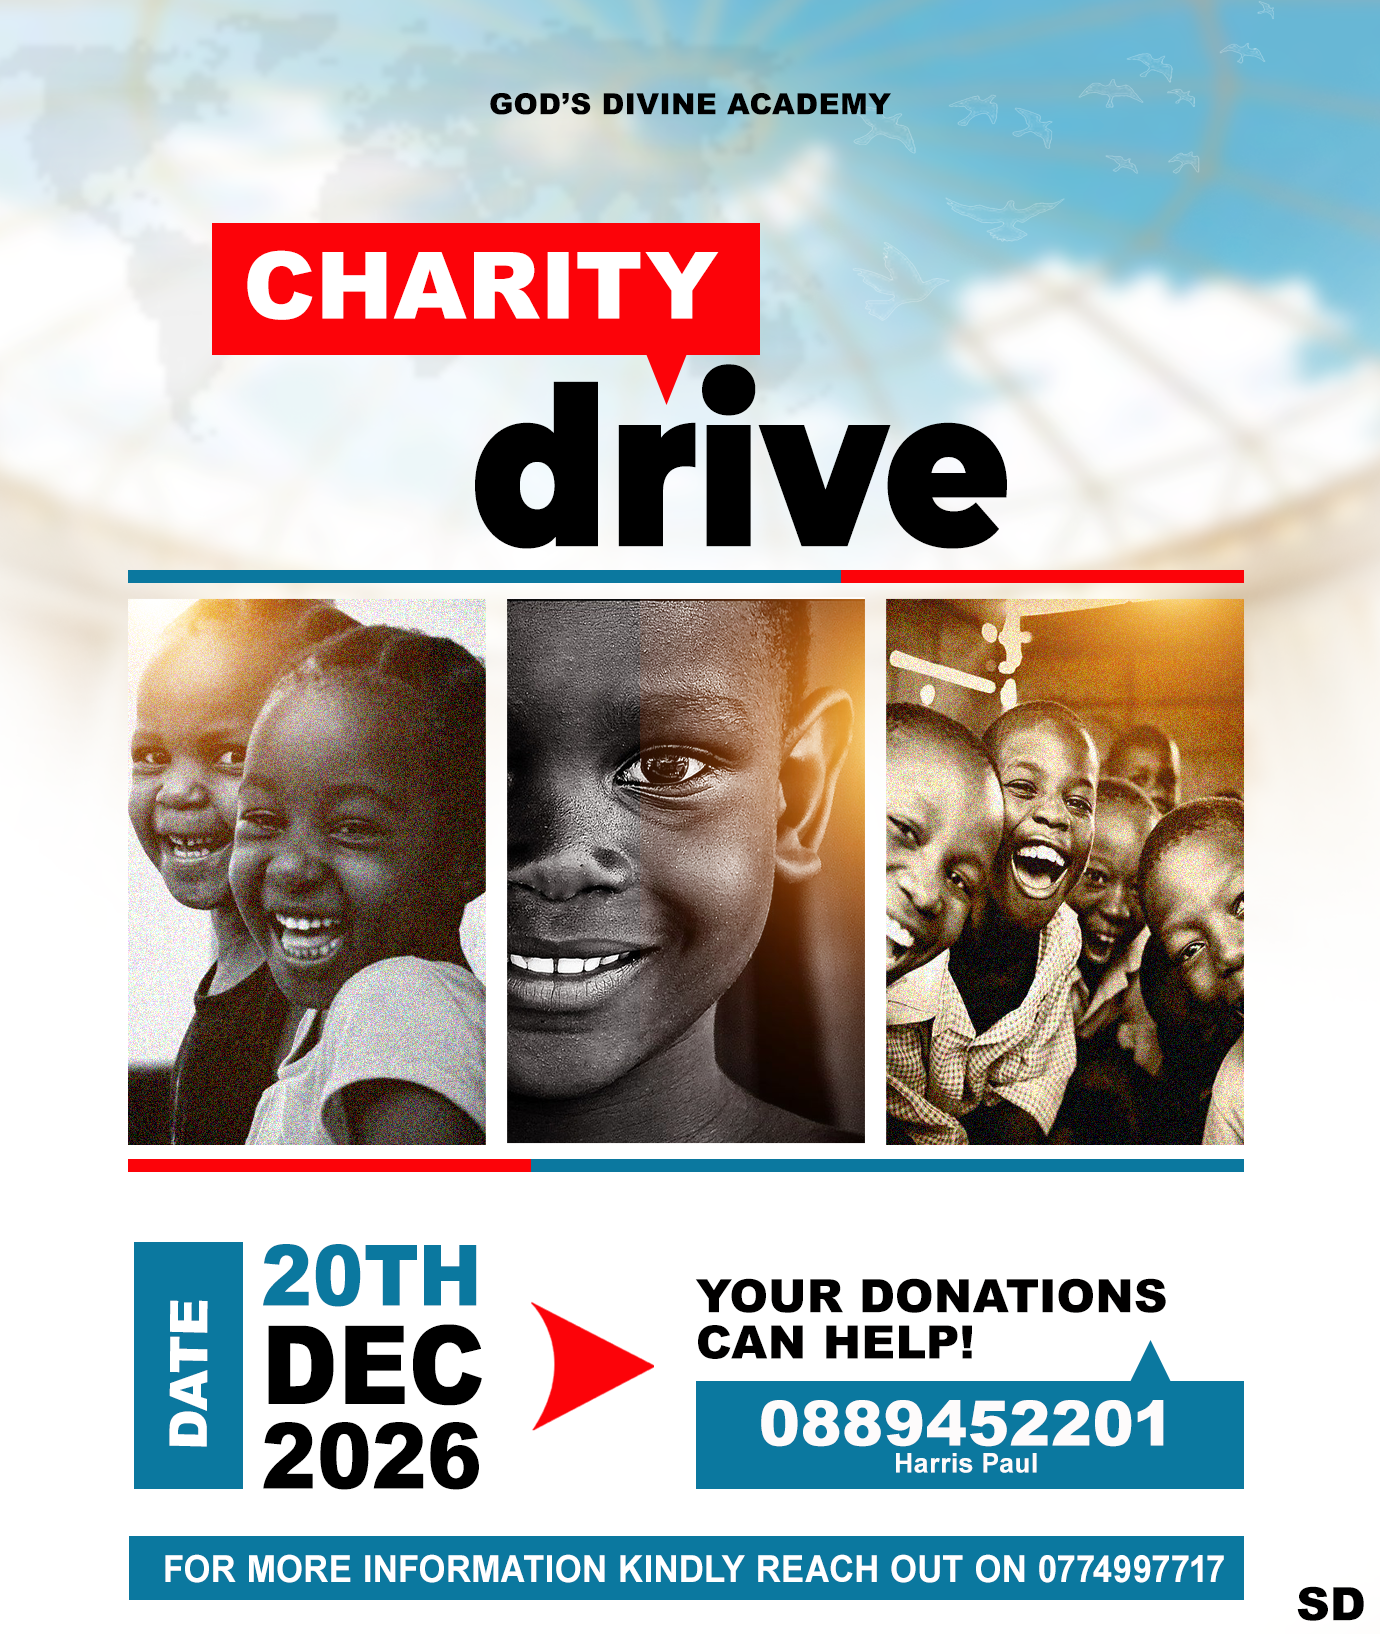 GOD’S DIVINE ACADEMY
CHARITY
drive
DATE
20TH
DEC
2026
YOUR DONATIONS
CAN HELP!
0889452201
Harris Paul
FOR MORE INFORMATION KINDLY REACH OUT ON 0774997717
SD